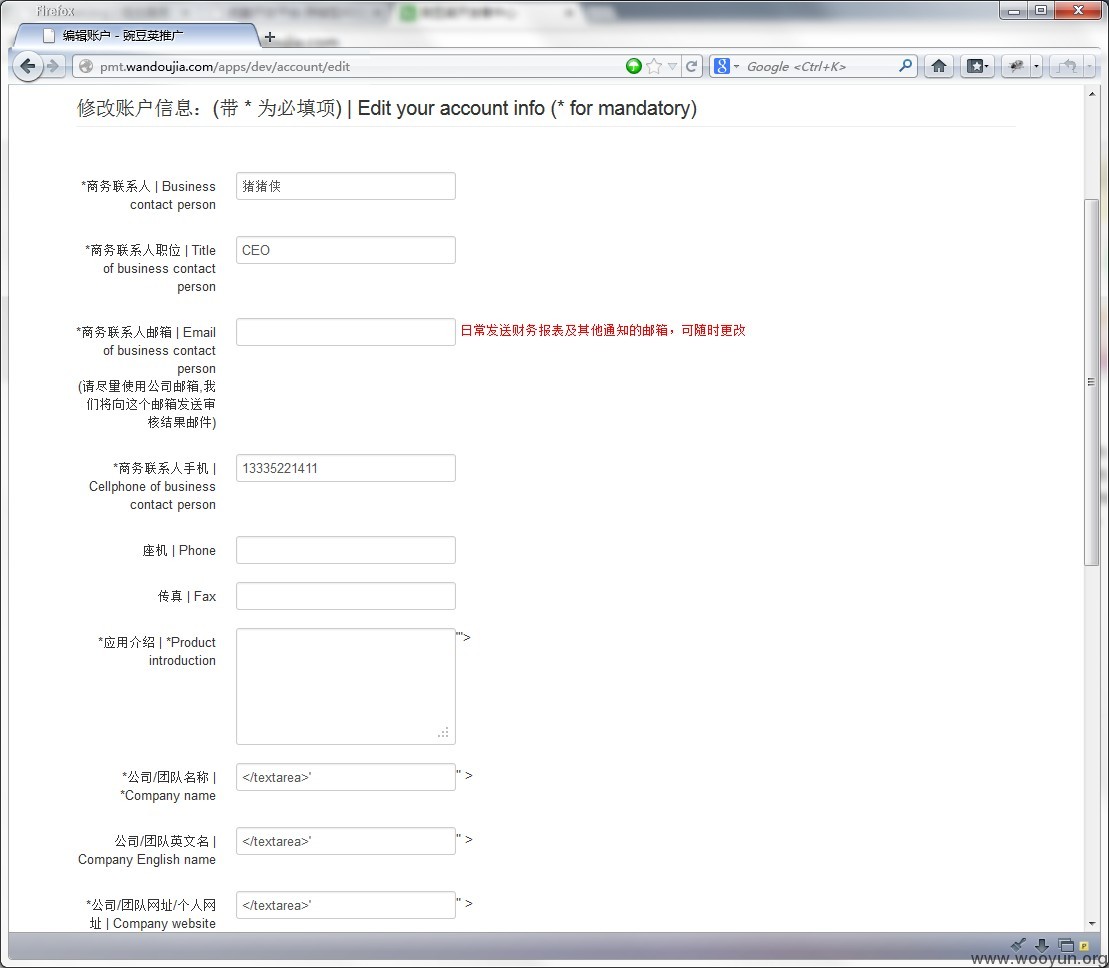 Firefox
编辑账户 - 豌豆荚推广
pmt.wandoujia.com/apps/dev/account/edit
Google <Ctrl+K>
修改账户信息：(带 * 为必填项) | Edit your account info (* for mandatory)
*商务联系人 | Business
contact person
猪猪侠
*商务联系人职位 | Title
of business contact
person
CEO
*商务联系人邮箱 | Email
of business contact
person
(请尽量使用公司邮箱,我
们将向这个邮箱发送审
核结果邮件)
日常发送财务报表及其他通知的邮箱，可随时更改
*商务联系人手机 |
Cellphone of business
contact person
13335221411
座机 | Phone
传真 | Fax
*应用介绍 | *Product
introduction
'">
*公司/团队名称 |
*Company name
</textarea>'
" >
公司/团队英文名 |
Company English name
</textarea>'
" >
*公司/团队网址/个人网
址 | Company website
</textarea>'
" >
www.wooyun.org